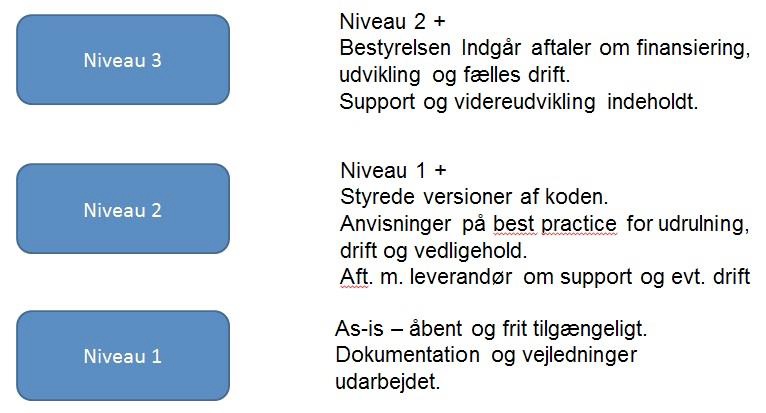 Niveau 3
Niveau 2 +
Bestyrelsen Indgår aftaler om finansiering,
udvikling og fælles drift.
Support og videreudvikling indeholdt.
Niveau 2
Niveau 1 +
Styrede versioner af koden.
Anvisninger på best practice for udrulning,
drift og vedligehold.
Aft. m. leverandør om support og evt. drift
Niveau 1
As-is – åbent og frit tilgængeligt.
Dokumentation og vejledninger
udarbejdet.